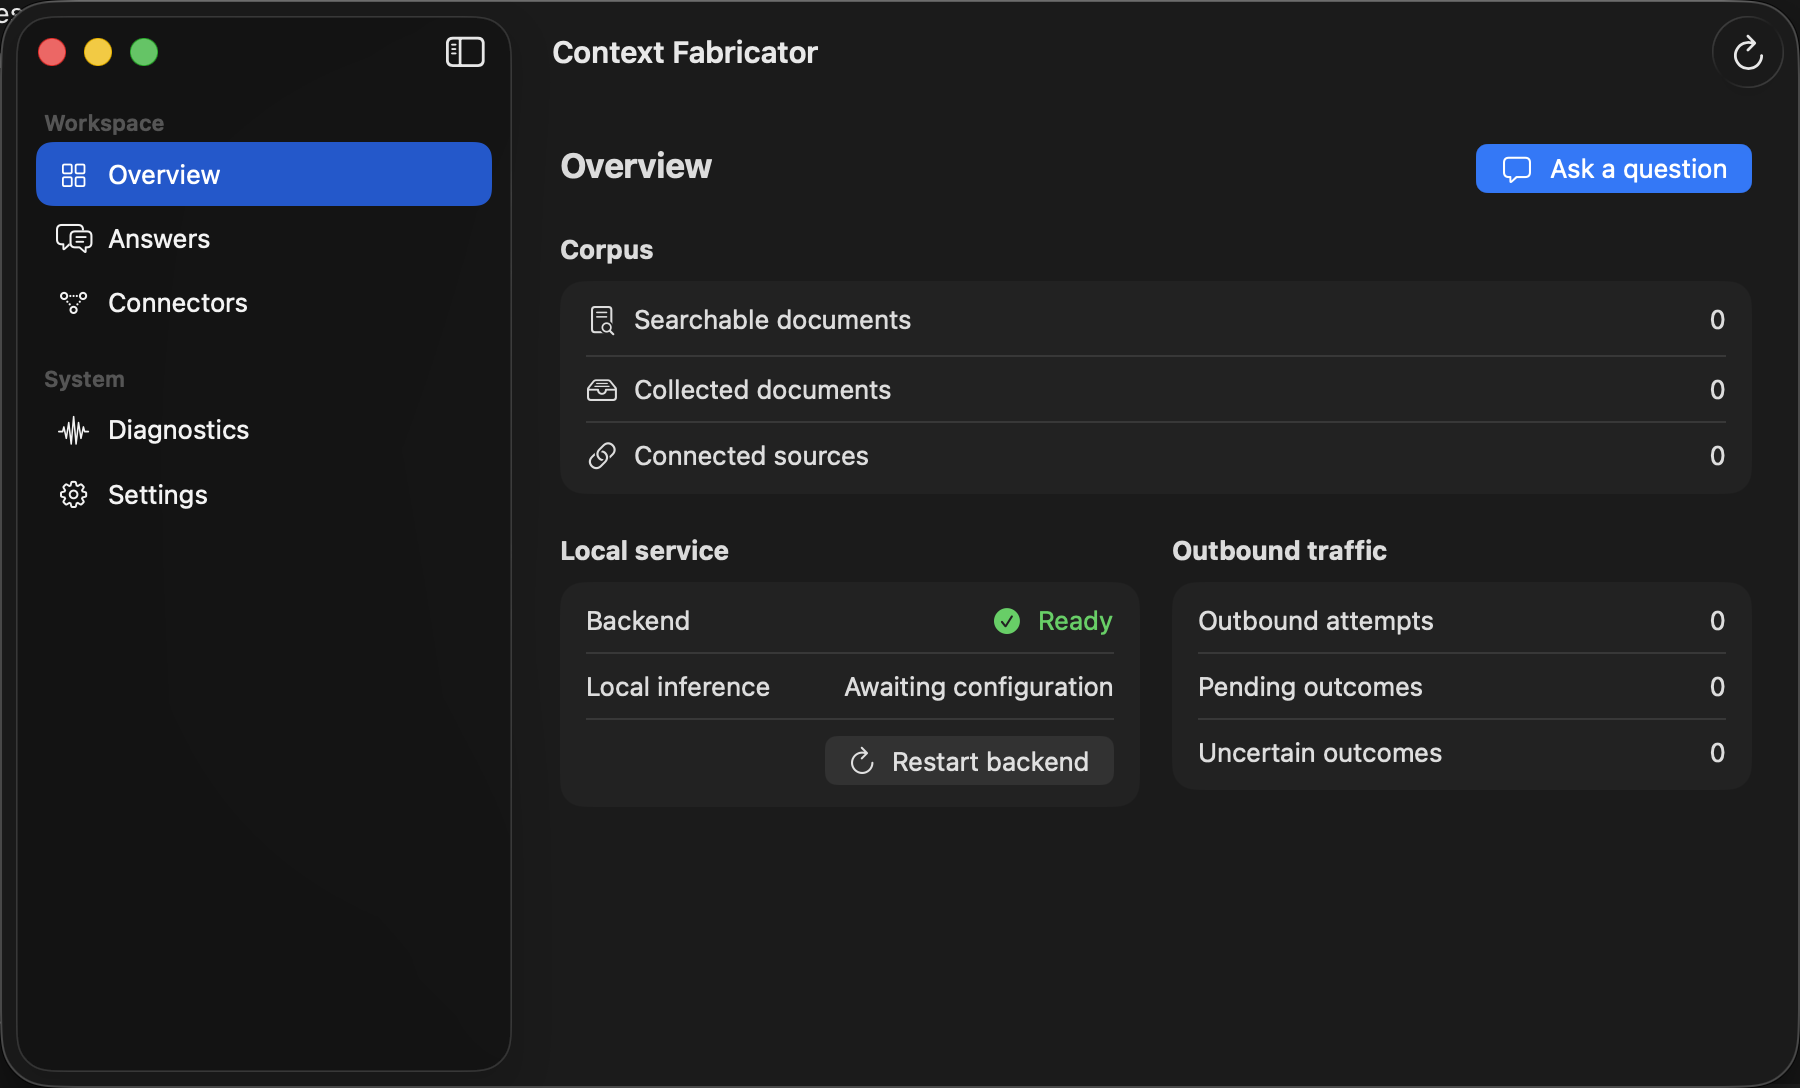 Context Fabricator
Workspace
Overview
Answers
Connectors
System
Diagnostics
Settings
Overview
Ask a question
Corpus
Searchable documents 0
Collected documents 0
Connected sources 0
Local service
Backend Ready
Local inference Awaiting configuration
Restart backend
Outbound traffic
Outbound attempts 0
Pending outcomes 0
Uncertain outcomes 0